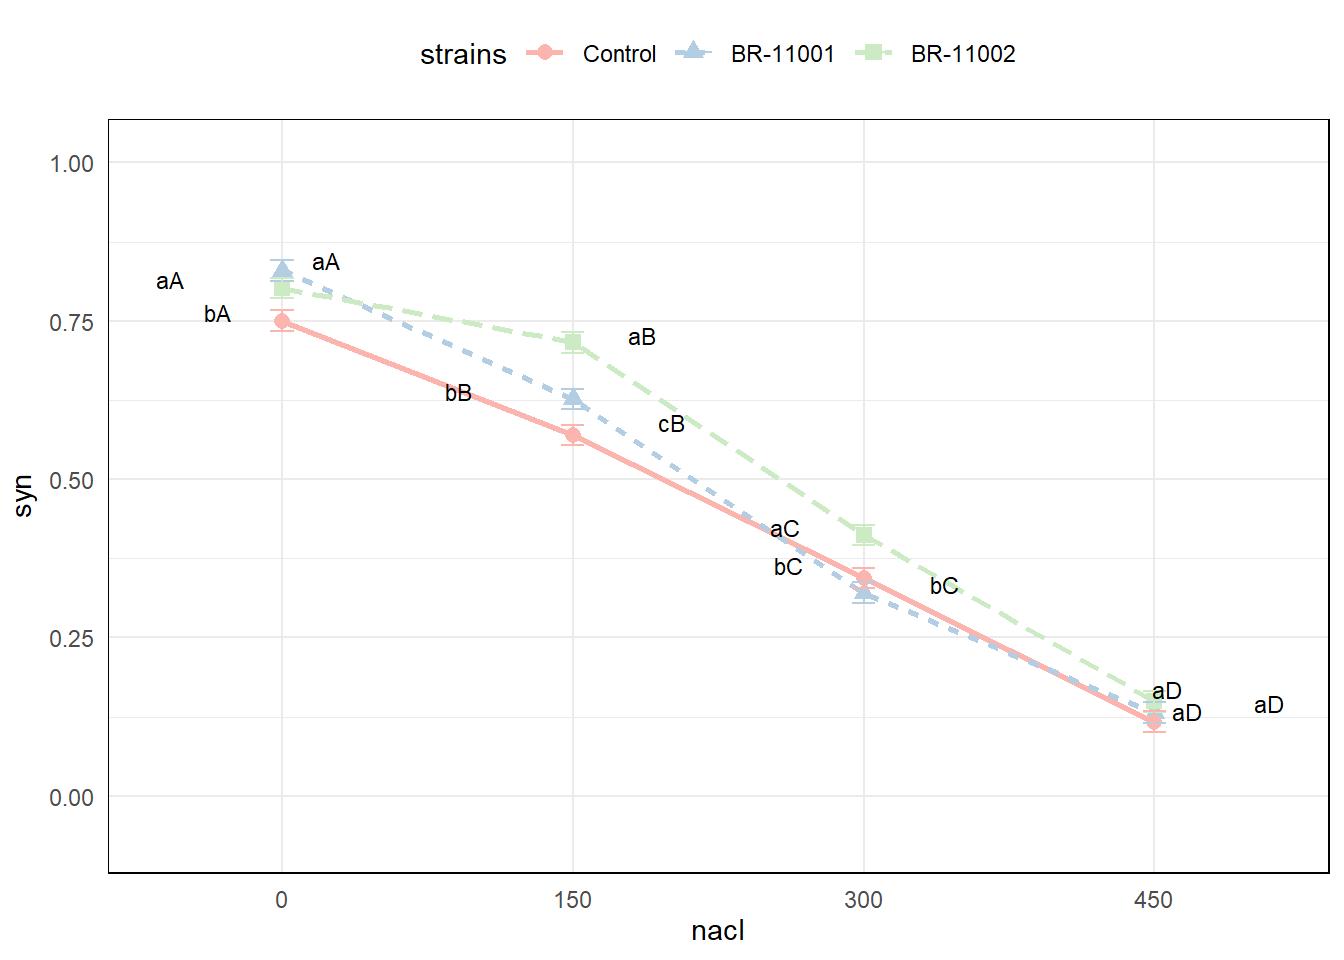 strains Control BR-11001 BR-11002
1.00
aA
aA
bA
0.75
aB
bB
cB
syn
0.50
aC
bC
bC
0.25
aD
aD
aD
0.00
0 150 300 450
nacl